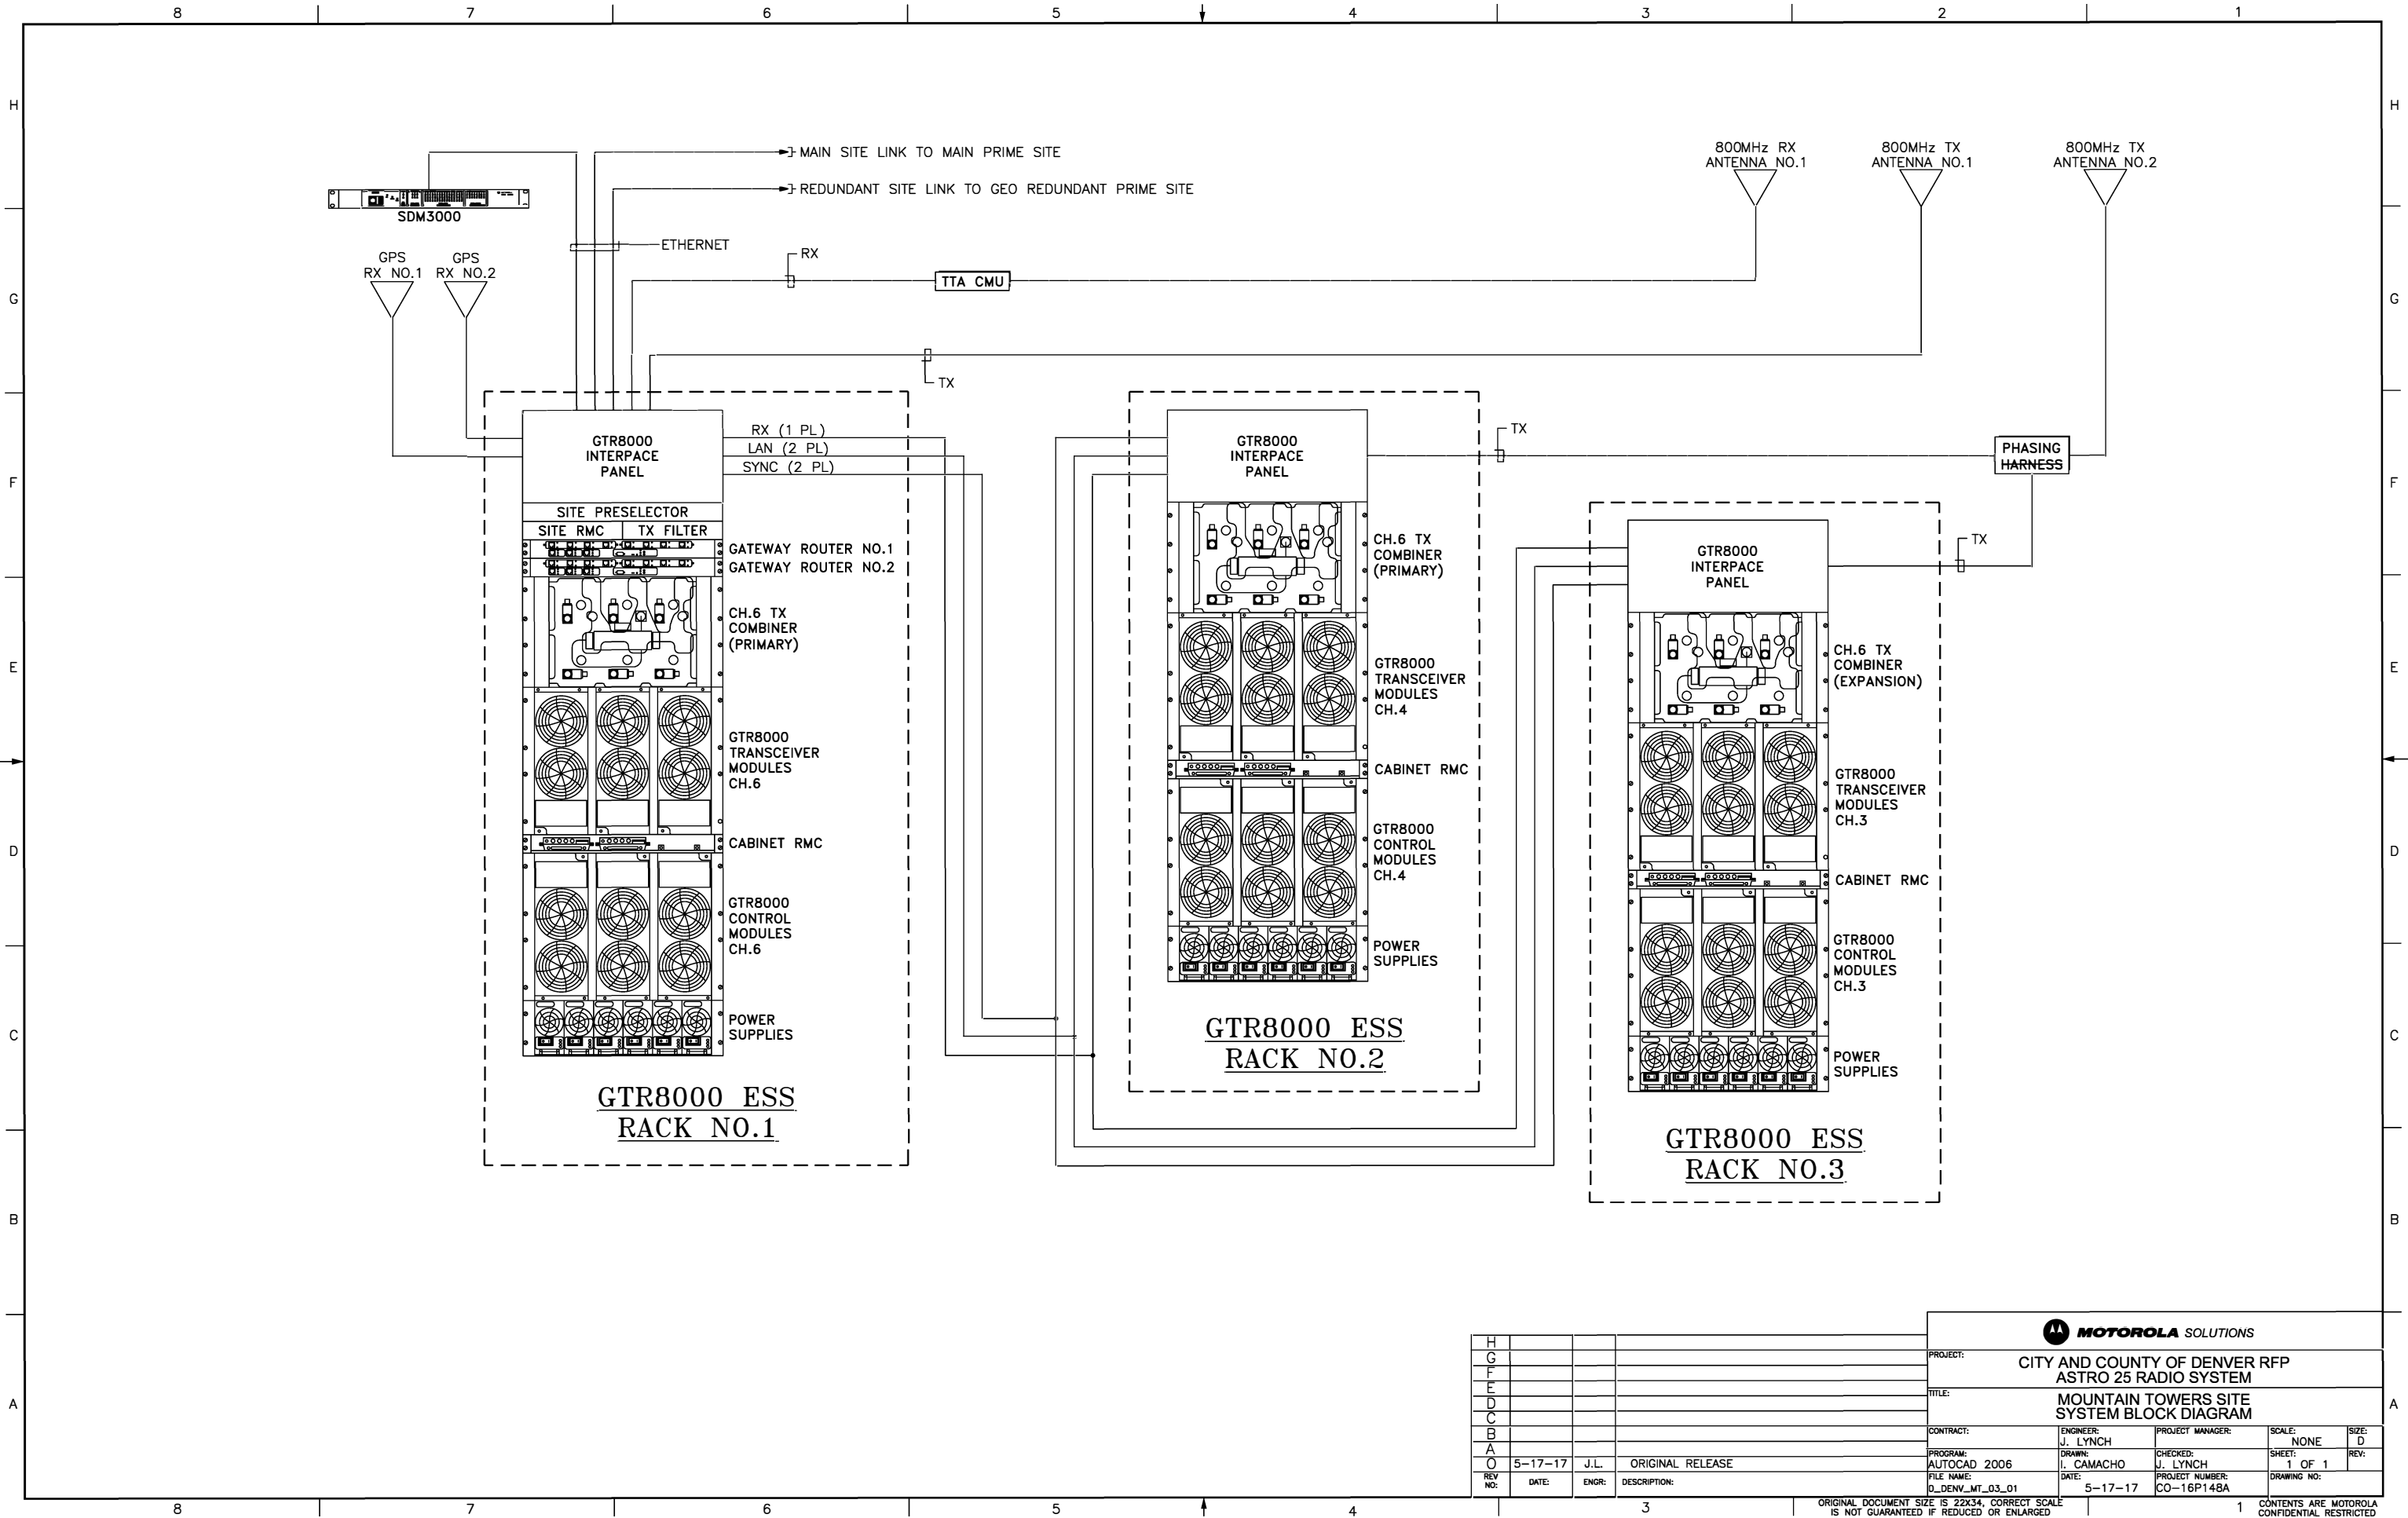 8 7 6 5 4 3 2 1
H H
G G
F F
E E
D D
C C
B B
A A
SDM3000
MAIN SITE LINK TO MAIN PRIME SITE
REDUNDANT SITE LINK TO GEO REDUNDANT PRIME SITE
ETHERNET
GPS
RX NO.1
GPS
RX NO.2
RX
TTA CMU
TX
800MHz RX
ANTENNA NO.1
800MHz TX
ANTENNA NO.1
800MHz TX
ANTENNA NO.2
GTR8000
INTERPACE
PANEL
RX (1 PL)
LAN (2 PL)
SYNC (2 PL)
SITE PRESELECTOR
SITE RMC TX FILTER
GATEWAY ROUTER NO.1
GATEWAY ROUTER NO.2
CH.6 TX
COMBINER
(PRIMARY)
GTR8000
TRANSCEIVER
MODULES
CH.6
CABINET RMC
GTR8000
CONTROL
MODULES
CH.6
POWER
SUPPLIES
GTR8000 ESS
RACK NO.1
GTR8000
INTERPACE
PANEL
TX
PHASING
HARNESS
CH.6 TX
COMBINER
(PRIMARY)
GTR8000
TRANSCEIVER
MODULES
CH.4
CABINET RMC
GTR8000
CONTROL
MODULES
CH.4
POWER
SUPPLIES
GTR8000 ESS
RACK NO.2
GTR8000
INTERPACE
PANEL
TX
CH.6 TX
COMBINER
(EXPANSION)
GTR8000
TRANSCEIVER
MODULES
CH.3
CABINET RMC
GTR8000
CONTROL
MODULES
CH.3
POWER
SUPPLIES
GTR8000 ESS
RACK NO.3
H
G
F
E
D
C
B
A
O 5-17-17 J.L. ORIGINAL RELEASE
REV NO: DATE: ENGR: DESCRIPTION:
MOTOROLA SOLUTIONS
PROJECT:
CITY AND COUNTY OF DENVER RFP
ASTRO 25 RADIO SYSTEM
TITLE:
MOUNTAIN TOWERS SITE
SYSTEM BLOCK DIAGRAM
CONTRACT: ENGINEER: PROJECT MANAGER: SCALE: SIZE:
J. LYNCH NONE D
PROGRAM: DRAWN: CHECKED: SHEET: REV:
AUTOCAD 2006 I. CAMACHO J. LYNCH 1 OF 1
FILE NAME: DATE: PROJECT NUMBER: DRAWING NO:
0_DENV_MT_03_01 5-17-17 CO-16P148A
8 7 6 5 4 3 1
ORIGINAL DOCUMENT SIZE IS 22X34, CORRECT SCALE
IS NOT GUARANTEED IF REDUCED OR ENLARGED
CONTENTS ARE MOTOROLA
CONFIDENTIAL RESTRICTED